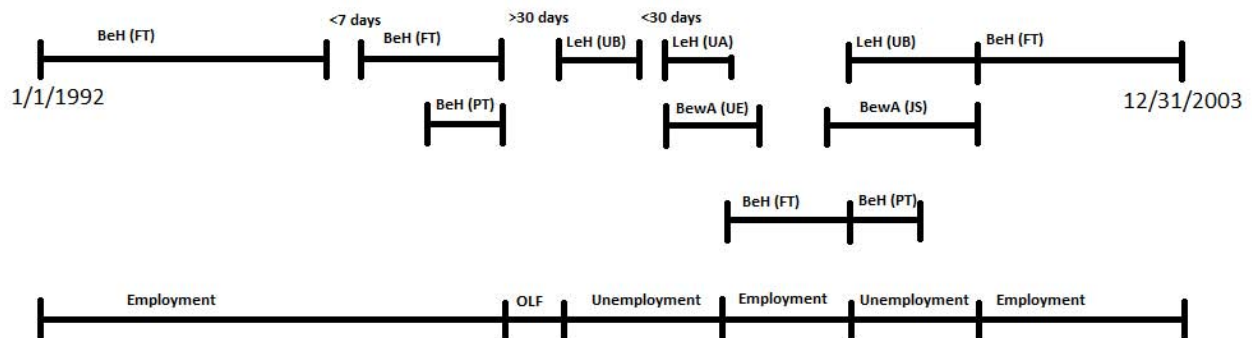 <7 days >30 days <30 days
BeH (FT) BeH (FT) LeH (UB) LeH (UA) LeH (UB) BeH (FT)
1/1/1992 12/31/2003
BeH (PT) BewA (UE) BewA (JS)
BeH (FT) BeH (PT)
Employment OLF Unemployment Employment Unemployment Employment